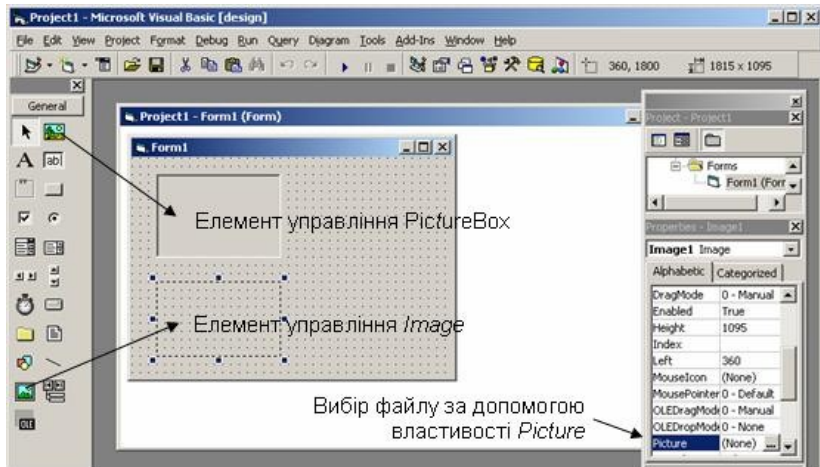 Project1 - Microsoft Visual Basic [design]
File Edit View Project Format Debug Run Query Diagram Tools Add-Ins Window Help
360, 1800 1815 x 1095
General
A ab|
OLE
Project1 - Form1 (Form)
Form1
Елемент управління PictureBox
Елемент управління Image
Вибір файлу за допомогою
властивості Picture
Project - Project1
Forms
Form1 (Forr
Properties - Image1
Image1 Image
Alphabetic Categorized
DragMode 0 - Manual
Enabled True
Height 1095
Index
Left 360
MouseIcon (None)
MousePointer 0 - Default
OLEDragMode 0 - Manual
OLEDropMode 0 - None
Picture (None) ...